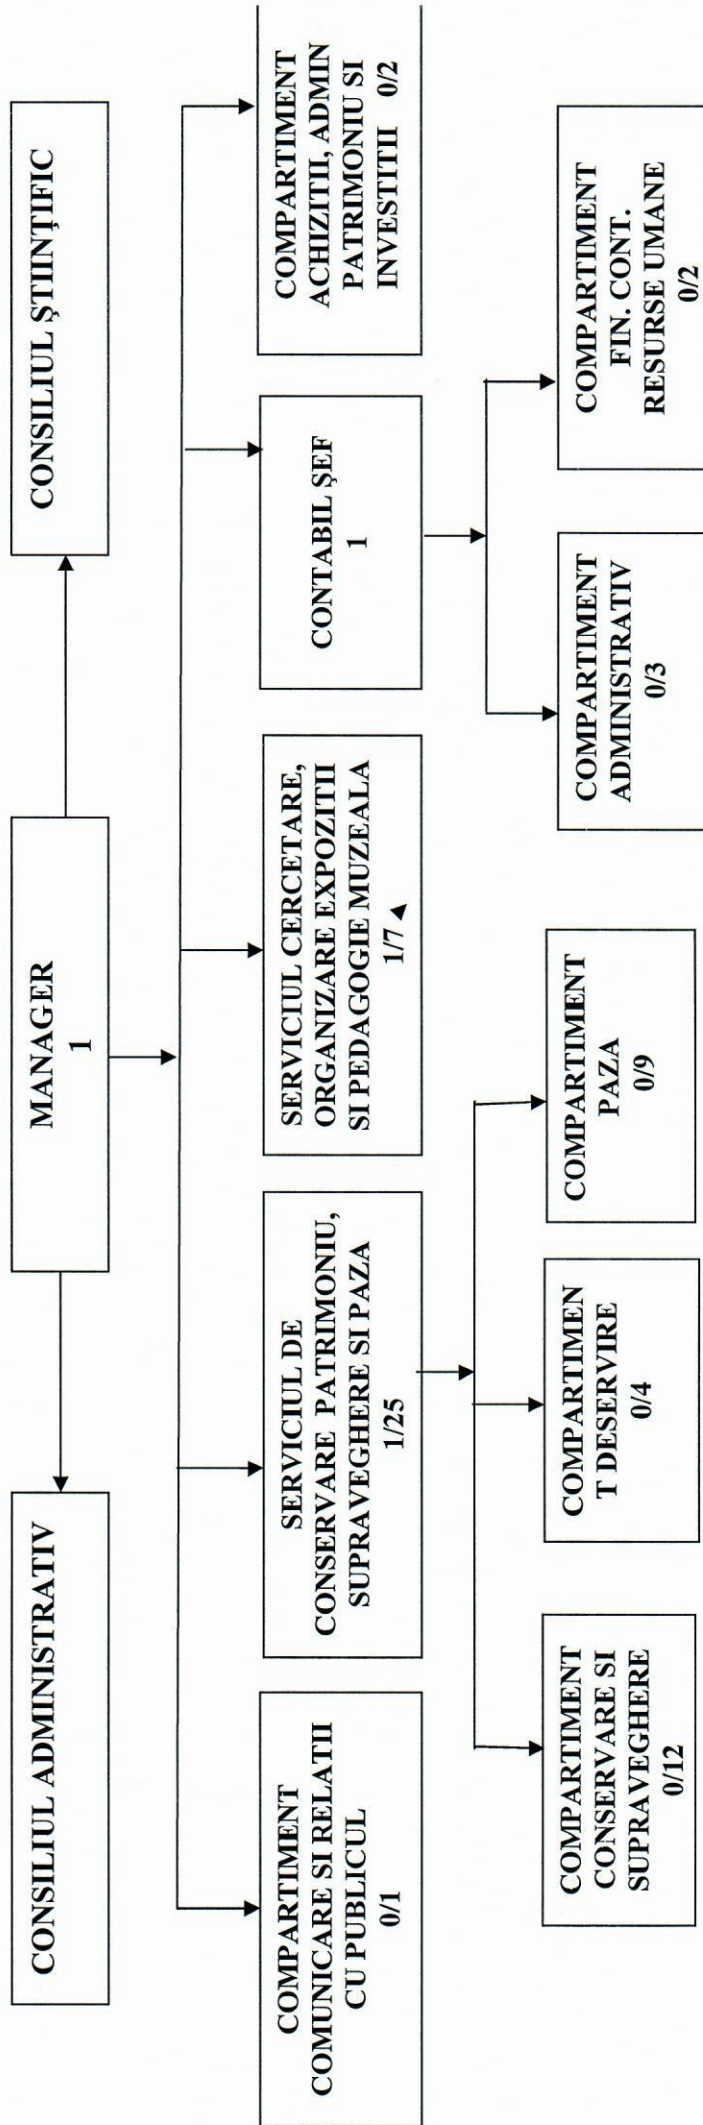 CONSILIUL ADMINISTRATIV
MANAGER
1
CONSILIUL ŞTIINŢIFIC
COMPARTIMENT
COMUNICARE SI RELATII
CU PUBLICUL
0/1
SERVICIUL DE
CONSERVARE PATRIMONIU,
SUPRAVEGHERE SI PAZA
1/25
SERVICIUL CERCETARE,
ORGANIZARE EXPOZITII
SI PEDAGOGIE MUZEALA
1/7
CONTABIL ŞEF
1
COMPARTIMENT
ACHIZITII, ADMIN
PATRIMONIU SI
INVESTITII 0/2
COMPARTIMENT
CONSERVARE SI
SUPRAVEGHERE
0/12
COMPARTIMEN
T DESERVIRE
0/4
COMPARTIMENT
PAZA
0/9
COMPARTIMENT
ADMINISTRATIV
0/3
COMPARTIMENT
FIN. CONT.
RESURSE UMANE
0/2